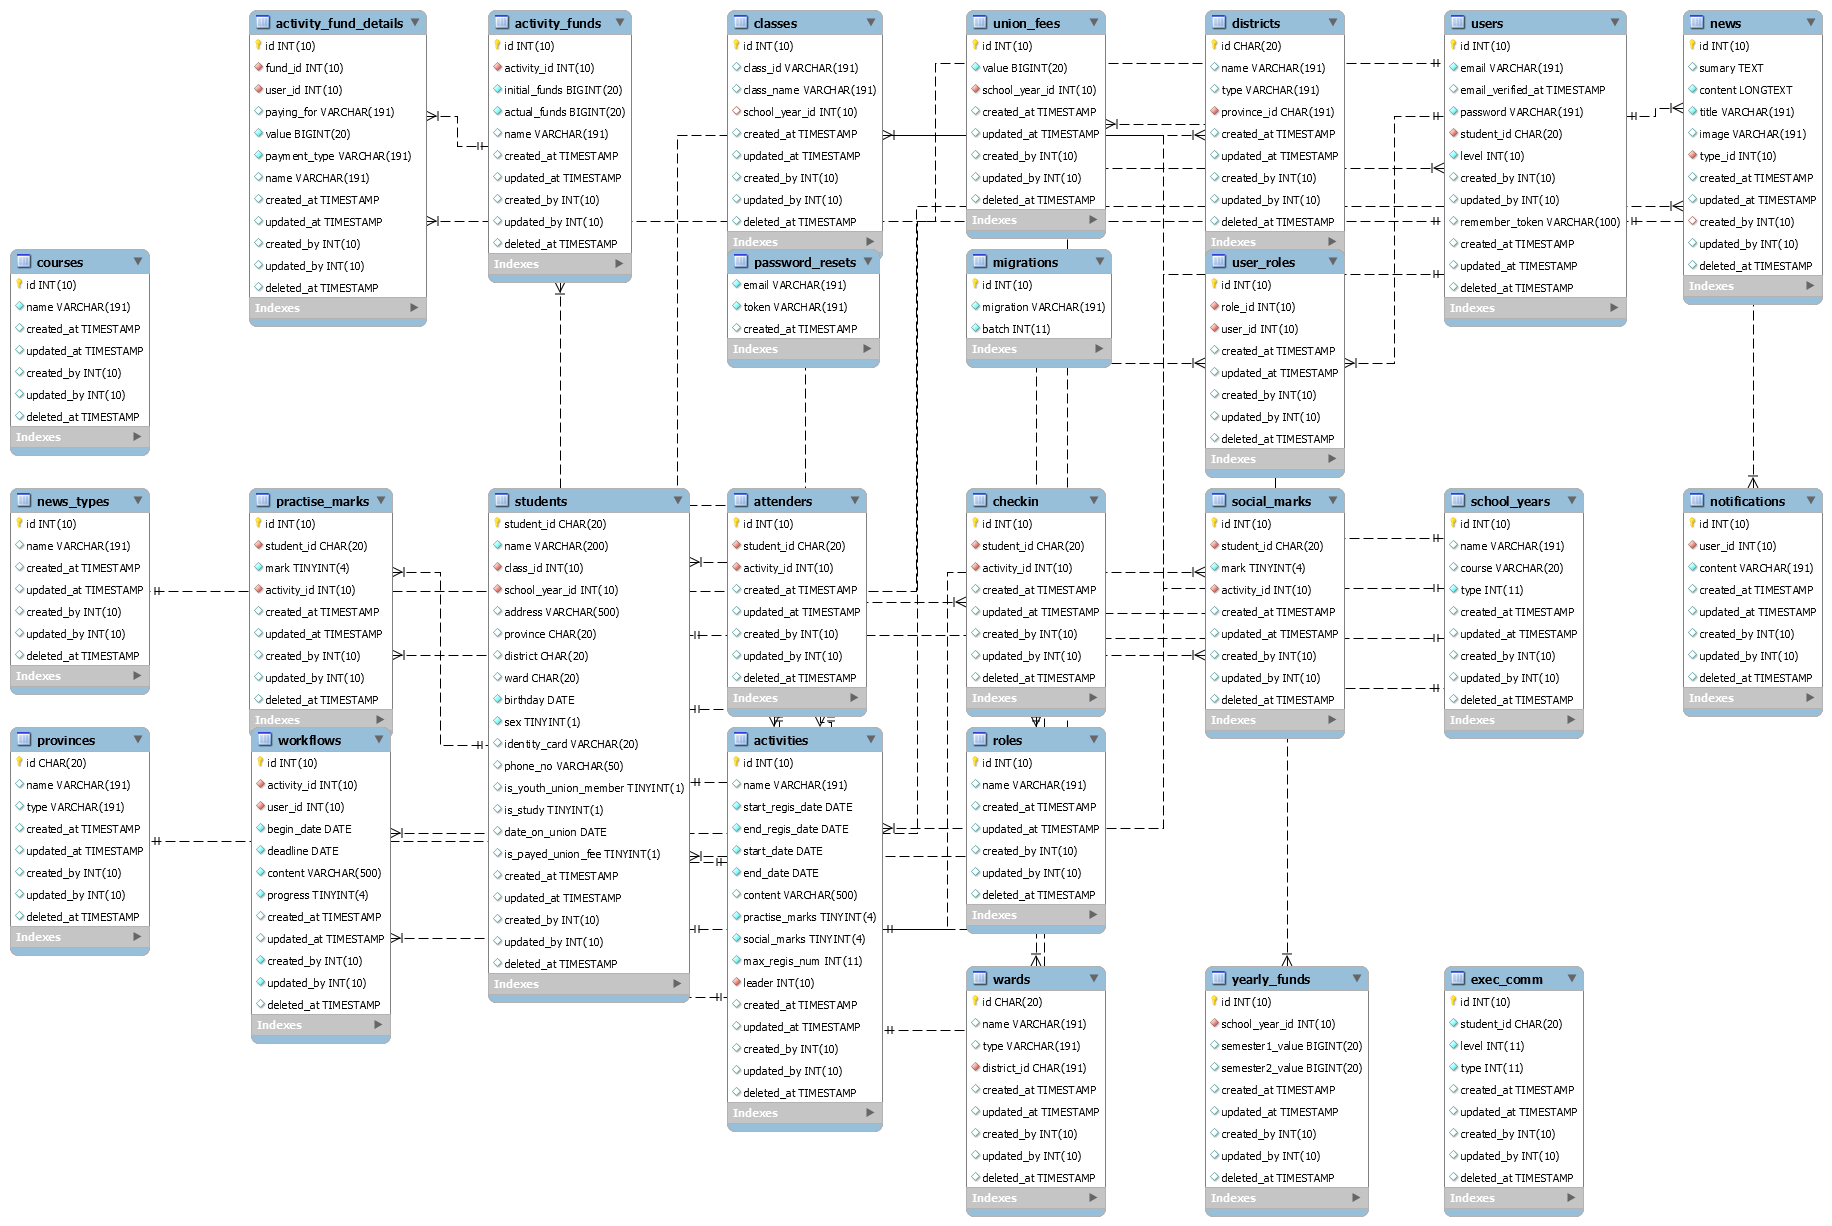 activity_fund_details
id INT(10)
fund_id INT(10)
user_id INT(10)
paying_for VARCHAR(191)
value BIGINT(20)
payment_type VARCHAR(191)
name VARCHAR(191)
created_at TIMESTAMP
updated_at TIMESTAMP
created_by INT(10)
updated_by INT(10)
deleted_at TIMESTAMP
Indexes
activity_funds
id INT(10)
activity_id INT(10)
initial_funds BIGINT(20)
actual_funds BIGINT(20)
name VARCHAR(191)
created_at TIMESTAMP
updated_at TIMESTAMP
created_by INT(10)
updated_by INT(10)
deleted_at TIMESTAMP
Indexes
classes
id INT(10)
class_id VARCHAR(191)
class_name VARCHAR(191)
school_year_id INT(10)
created_at TIMESTAMP
updated_at TIMESTAMP
created_by INT(10)
updated_by INT(10)
deleted_at TIMESTAMP
Indexes
union_fees
id INT(10)
value BIGINT(20)
school_year_id INT(10)
created_at TIMESTAMP
updated_at TIMESTAMP
created_by INT(10)
updated_by INT(10)
deleted_at TIMESTAMP
Indexes
districts
id CHAR(20)
name VARCHAR(191)
type VARCHAR(191)
province_id CHAR(191)
created_at TIMESTAMP
updated_at TIMESTAMP
created_by INT(10)
updated_by INT(10)
deleted_at TIMESTAMP
Indexes
users
id INT(10)
email VARCHAR(191)
email_verified_at TIMESTAMP
password VARCHAR(191)
student_id CHAR(20)
level INT(10)
created_by INT(10)
updated_by INT(10)
remember_token VARCHAR(100)
created_at TIMESTAMP
updated_at TIMESTAMP
deleted_at TIMESTAMP
Indexes
news
id INT(10)
sumary TEXT
content LONGTEXT
title VARCHAR(191)
image VARCHAR(191)
type_id INT(10)
created_at TIMESTAMP
updated_at TIMESTAMP
created_by INT(10)
updated_by INT(10)
deleted_at TIMESTAMP
Indexes
courses
id INT(10)
name VARCHAR(191)
created_at TIMESTAMP
updated_at TIMESTAMP
created_by INT(10)
updated_by INT(10)
deleted_at TIMESTAMP
Indexes
password_resets
email VARCHAR(191)
token VARCHAR(191)
created_at TIMESTAMP
Indexes
migrations
id INT(10)
migration VARCHAR(191)
batch INT(11)
Indexes
user_roles
id INT(10)
role_id INT(10)
user_id INT(10)
created_at TIMESTAMP
updated_at TIMESTAMP
created_by INT(10)
updated_by INT(10)
deleted_at TIMESTAMP
Indexes
news_types
id INT(10)
name VARCHAR(191)
created_at TIMESTAMP
updated_at TIMESTAMP
created_by INT(10)
updated_by INT(10)
deleted_at TIMESTAMP
Indexes
practise_marks
id INT(10)
student_id CHAR(20)
mark TINYINT(4)
activity_id INT(10)
created_at TIMESTAMP
updated_at TIMESTAMP
created_by INT(10)
updated_by INT(10)
deleted_at TIMESTAMP
Indexes
students
student_id CHAR(20)
name VARCHAR(200)
class_id INT(10)
school_year_id INT(10)
address VARCHAR(500)
province CHAR(20)
district CHAR(20)
ward CHAR(20)
birthday DATE
sex TINYINT(1)
identity_card VARCHAR(20)
phone_no VARCHAR(50)
is_youth_union_member TINYINT(1)
is_study TINYINT(1)
date_on_union DATE
is_payed_union_fee TINYINT(1)
created_at TIMESTAMP
updated_at TIMESTAMP
created_by INT(10)
updated_by INT(10)
deleted_at TIMESTAMP
Indexes
attenders
id INT(10)
student_id CHAR(20)
activity_id INT(10)
created_at TIMESTAMP
updated_at TIMESTAMP
created_by INT(10)
updated_by INT(10)
deleted_at TIMESTAMP
Indexes
checkin
id INT(10)
student_id CHAR(20)
activity_id INT(10)
created_at TIMESTAMP
updated_at TIMESTAMP
created_by INT(10)
updated_by INT(10)
deleted_at TIMESTAMP
Indexes
social_marks
id INT(10)
student_id CHAR(20)
mark TINYINT(4)
activity_id INT(10)
created_at TIMESTAMP
updated_at TIMESTAMP
created_by INT(10)
updated_by INT(10)
deleted_at TIMESTAMP
Indexes
school_years
id INT(10)
name VARCHAR(191)
course VARCHAR(20)
type INT(11)
created_at TIMESTAMP
updated_at TIMESTAMP
created_by INT(10)
updated_by INT(10)
deleted_at TIMESTAMP
Indexes
notifications
id INT(10)
user_id INT(10)
content VARCHAR(191)
created_at TIMESTAMP
updated_at TIMESTAMP
created_by INT(10)
updated_by INT(10)
deleted_at TIMESTAMP
Indexes
provinces
id CHAR(20)
name VARCHAR(191)
type VARCHAR(191)
created_at TIMESTAMP
updated_at TIMESTAMP
created_by INT(10)
updated_by INT(10)
deleted_at TIMESTAMP
Indexes
workflows
id INT(10)
activity_id INT(10)
user_id INT(10)
begin_date DATE
deadline DATE
content VARCHAR(500)
progress TINYINT(4)
created_at TIMESTAMP
updated_at TIMESTAMP
created_by INT(10)
updated_by INT(10)
deleted_at TIMESTAMP
Indexes
activities
id INT(10)
name VARCHAR(191)
start_regis_date DATE
end_regis_date DATE
start_date DATE
end_date DATE
content VARCHAR(500)
practise_marks TINYINT(4)
social_marks TINYINT(4)
max_regis_num INT(11)
leader INT(10)
created_at TIMESTAMP
updated_at TIMESTAMP
created_by INT(10)
updated_by INT(10)
deleted_at TIMESTAMP
Indexes
roles
id INT(10)
name VARCHAR(191)
created_at TIMESTAMP
updated_at TIMESTAMP
created_by INT(10)
updated_by INT(10)
deleted_at TIMESTAMP
Indexes
wards
id CHAR(20)
name VARCHAR(191)
type VARCHAR(191)
district_id CHAR(191)
created_at TIMESTAMP
updated_at TIMESTAMP
created_by INT(10)
updated_by INT(10)
deleted_at TIMESTAMP
Indexes
yearly_funds
id INT(10)
school_year_id INT(10)
semester1_value BIGINT(20)
semester2_value BIGINT(20)
created_at TIMESTAMP
updated_at TIMESTAMP
created_by INT(10)
updated_by INT(10)
deleted_at TIMESTAMP
Indexes
exec_comm
id INT(10)
student_id CHAR(20)
level INT(11)
type INT(11)
created_at TIMESTAMP
updated_at TIMESTAMP
created_by INT(10)
updated_by INT(10)
deleted_at TIMESTAMP
Indexes